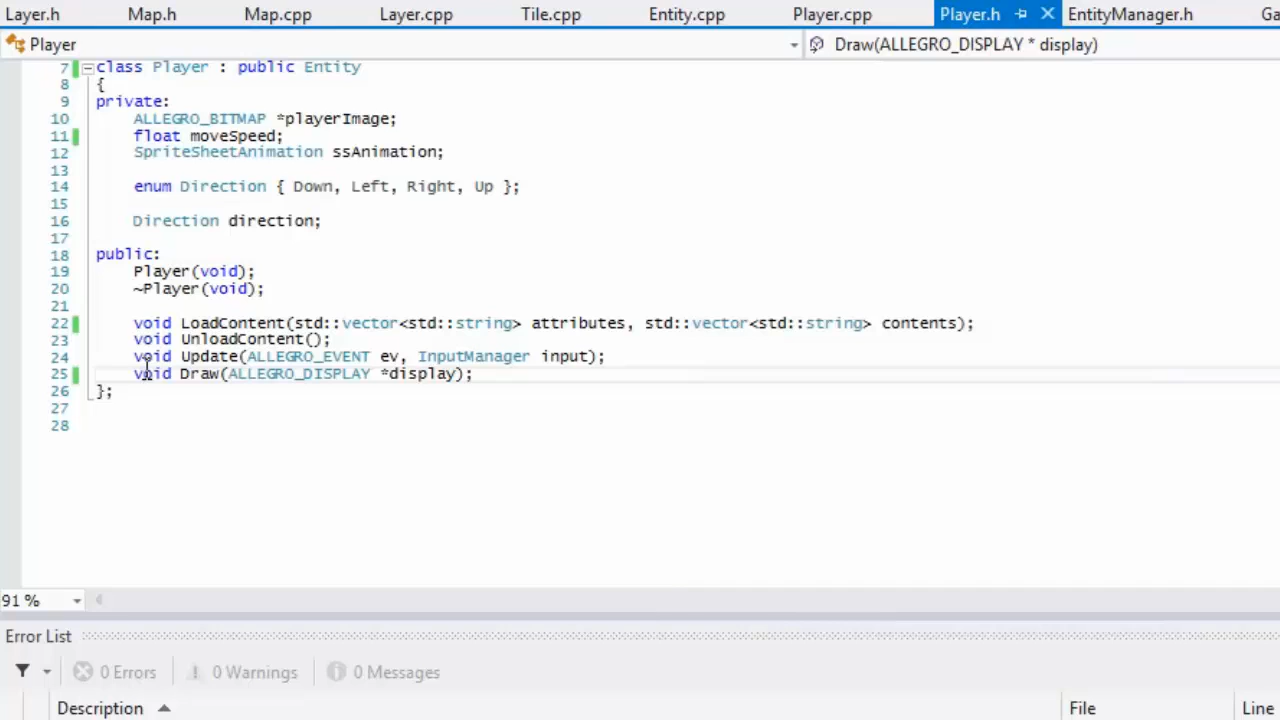 Layer.h Map.h Map.cpp Layer.cpp Tile.cpp Entity.cpp Player.cpp Player.h EntityManager.h Ga
Player Draw(ALLEGRO_DISPLAY * display)
7 class Player : public Entity
8 {
9 private:
10 ALLEGRO_BITMAP *playerImage;
11 float moveSpeed;
12 SpriteSheetAnimation ssAnimation;
13
14 enum Direction { Down, Left, Right, Up };
15
16 Direction direction;
17
18 public:
19 Player(void);
20 ~Player(void);
21
22 void LoadContent(std::vector<std::string> attributes, std::vector<std::string> contents);
23 void UnloadContent();
24 void Update(ALLEGRO_EVENT ev, InputManager input);
25 void Draw(ALLEGRO_DISPLAY *display);
26 };
27
28
91 %
Error List
0 Errors 0 Warnings 0 Messages
Description File Line